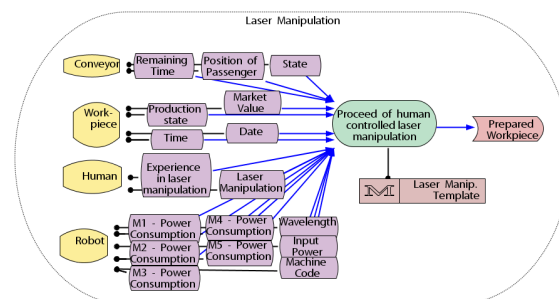 Laser Manipulation
Conveyor
Remaining
Time
Position of
Passenger
State
Work-
piece
Production
state
Market
Value
Time
Date
Proceed of human
controlled laser
manipulation
Prepared
Workpiece
Human
Experience
in laser
manipulation
Laser
Manipulation
M
Laser Manip.
Template
Robot
M1 - Power
Consumption
M4 - Power
Consumption
Wavelength
M2 - Power
Consumption
M5 - Power
Consumption
Input
Power
M3 - Power
Consumption
Machine
Code